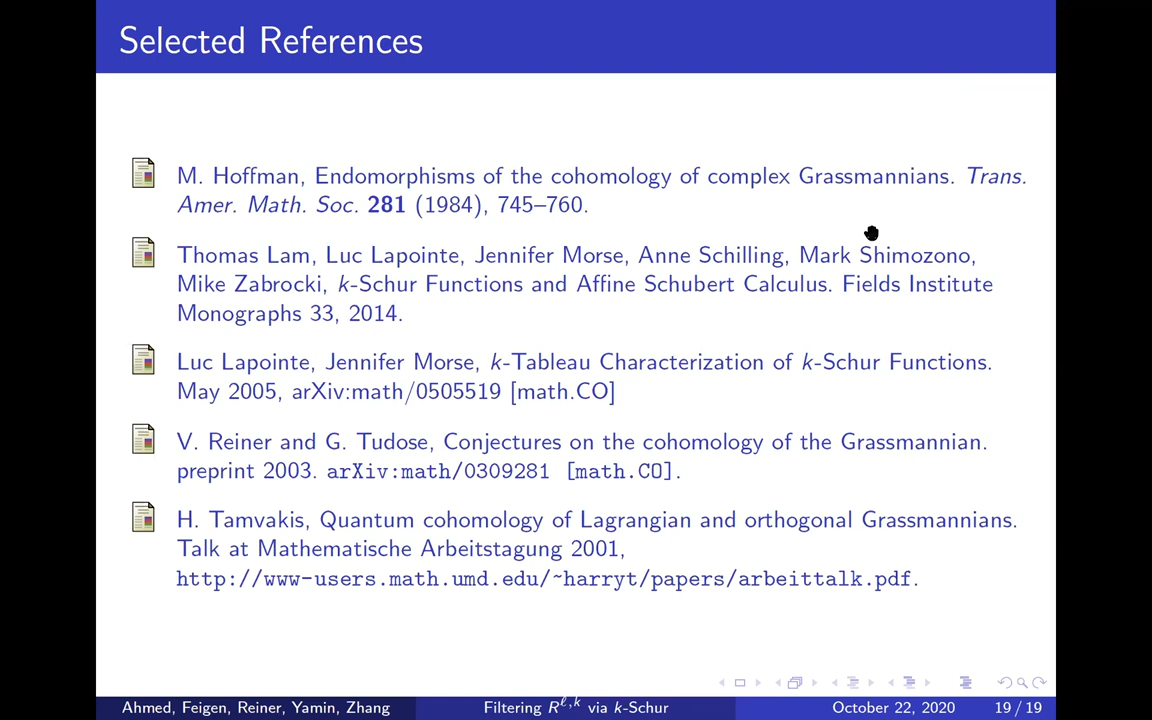 Selected References
M. Hoffman, Endomorphisms of the cohomology of complex Grassmannians. Trans.
Amer. Math. Soc. 281 (1984), 745–760.
Thomas Lam, Luc Lapointe, Jennifer Morse, Anne Schilling, Mark Shimozono,
Mike Zabrocki, k-Schur Functions and Affine Schubert Calculus. Fields Institute
Monographs 33, 2014.
Luc Lapointe, Jennifer Morse, k-Tableau Characterization of k-Schur Functions.
May 2005, arXiv:math/0505519 [math.CO]
V. Reiner and G. Tudose, Conjectures on the cohomology of the Grassmannian.
preprint 2003. arXiv:math/0309281 [math.CO].
H. Tamvakis, Quantum cohomology of Lagrangian and orthogonal Grassmannians.
Talk at Mathematische Arbeitstagung 2001,
http://www-users.math.umd.edu/~harryt/papers/arbeittalk.pdf.
Ahmed, Feigen, Reiner, Yamin, Zhang Filtering R^{ℓ,k} via k-Schur October 22, 2020 19 / 19